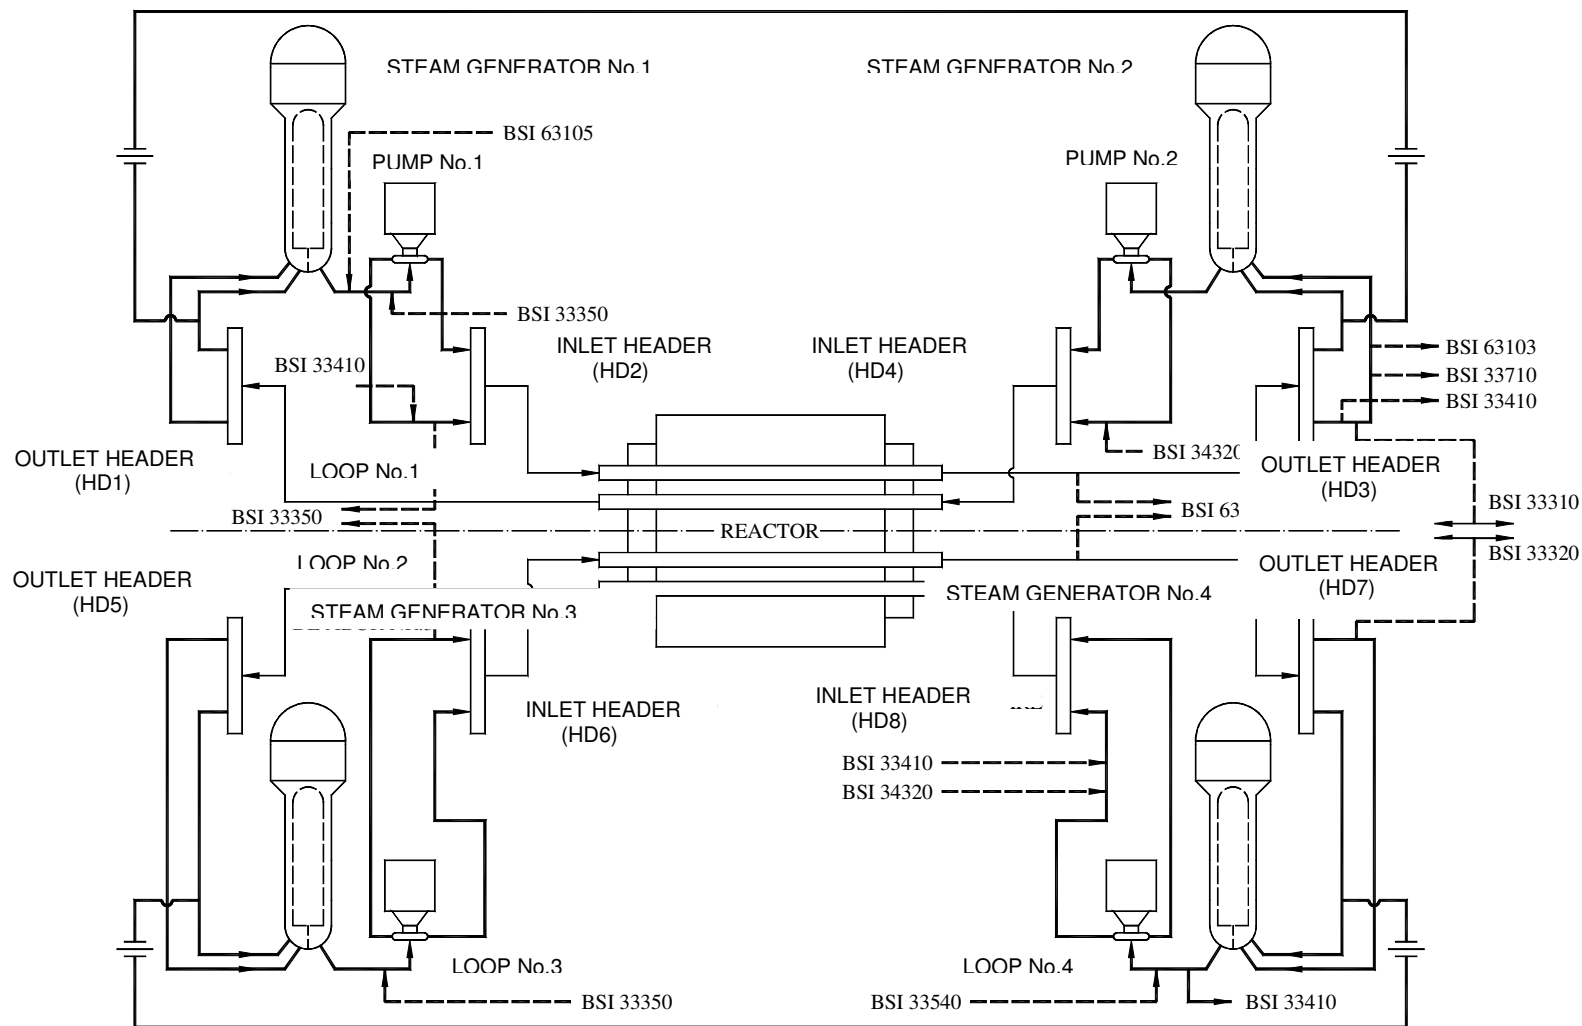 STEAM GENERATOR No.1
STEAM GENERATOR No.2
BSI 63105
PUMP No.1
PUMP No.2
BSI 33350
INLET HEADER
(HD2)
INLET HEADER
(HD4)
BSI 63103
BSI 33710
BSI 33410
BSI 33410
BSI 34320
OUTLET HEADER
(HD1)
LOOP No.1
OUTLET HEADER
(HD3)
BSI 33350
BSI 63
BSI 33310
REACTOR
BSI 33320
LOOP No.2
OUTLET HEADER
(HD5)
OUTLET HEADER
(HD7)
STEAM GENERATOR No.3
STEAM GENERATOR No.4
INLET HEADER
(HD6)
INLET HEADER
(HD8)
BSI 33410
BSI 34320
LOOP No.3
LOOP No.4
BSI 33350
BSI 33540
BSI 33410